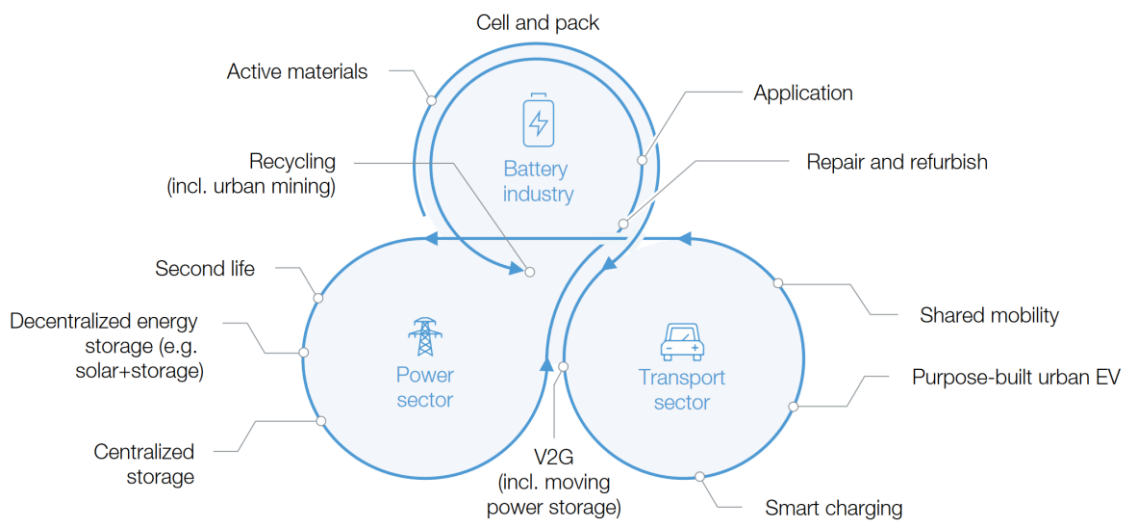 Cell and pack
Active materials
Application
Recycling
(incl. urban mining)
Battery
industry
Repair and refurbish
Second life
Decentralized energy
storage (e.g.
solar+storage)
Power
sector
Transport
sector
Shared mobility
Purpose-built urban EV
Centralized
storage
V2G
(incl. moving
power storage)
Smart charging